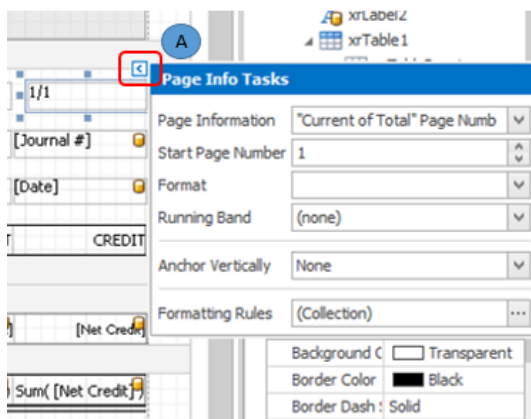 xrLabel2
xrTable1
A
Page Info Tasks
1/1
Page Information "Current of Total" Page Numb
Start Page Number 1
[Journal #]
Format
[Date]
Running Band (none)
CREDIT
Anchor Vertically None
Formatting Rules (Collection) ...
[Net Credit]
Background C Transparent
Border Color Black
Sum( [Net Credit] )
Border Dash Solid